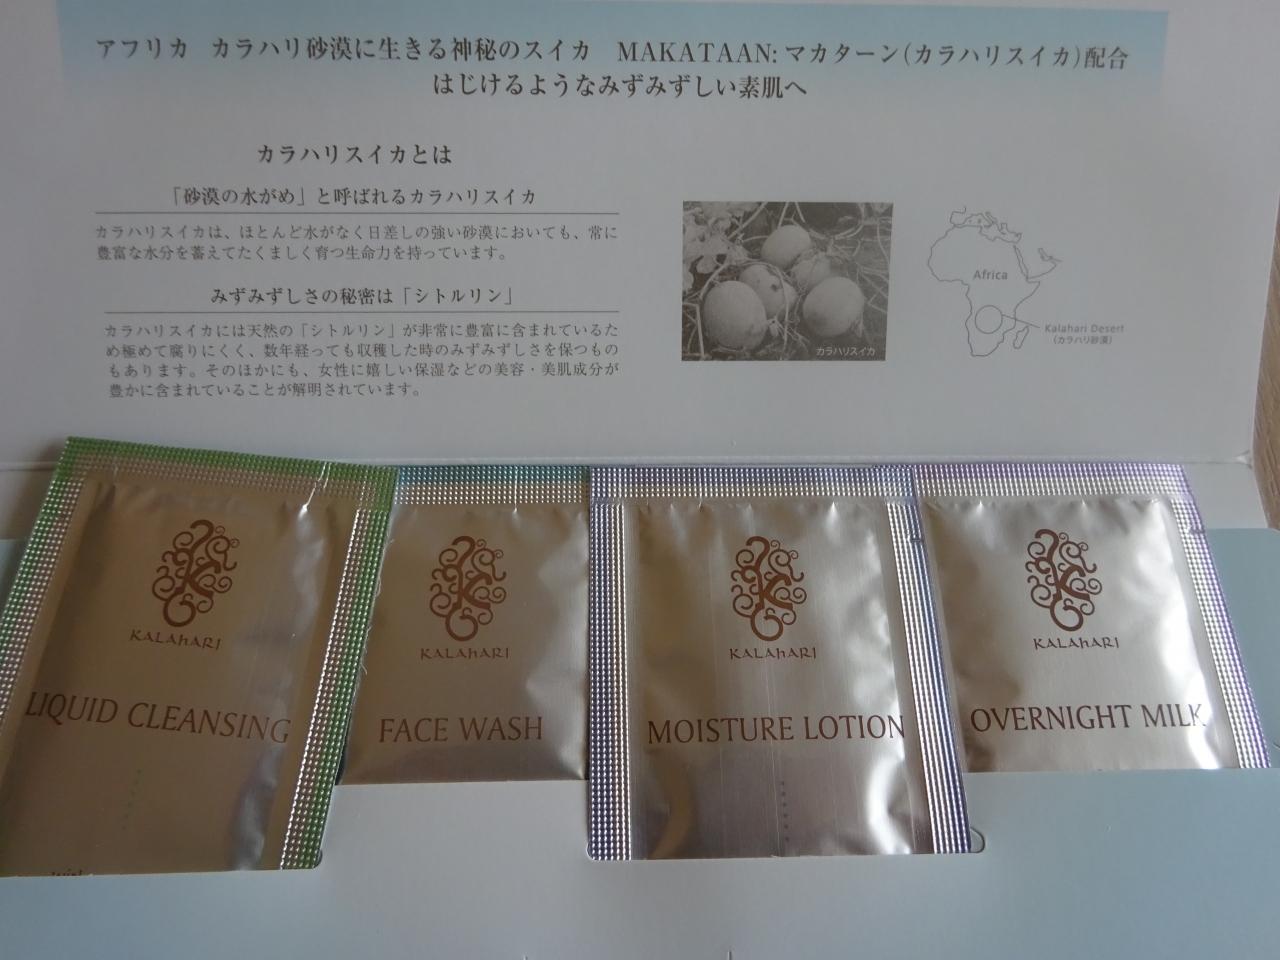 アフリカ カラハリ砂漠に生きる神秘のスイカ MAKATAAN: マカターン(カラハリスイカ)配合
はじけるようなみずみずしい素肌へ
カラハリスイカとは
「砂漠の水がめ」と呼ばれるカラハリスイカ
カラハリスイカは、ほとんど水がなく日差しの強い砂漠においても、常に
豊富な水分を蓄えてたくましく育つ生命力を持っています。
みずみずしさの秘密は「シトルリン」
カラハリスイカには天然の「シトルリン」が非常に豊富に含まれているた
め極めて腐りにくく、数年経っても収穫した時のみずみずしさを保つもの
もあります。そのほかにも、女性に嬉しい保湿などの美容・美肌成分が
豊かに含まれていることが解明されています。
カラハリスイカ
Africa
Kalahari Desert
(カラハリ砂漠)
KALAHARI
LIQUID CLEANSING
KALAHARI
FACE WASH
KALAHARI
MOISTURE LOTION
KALAHARI
OVERNIGHT MILK